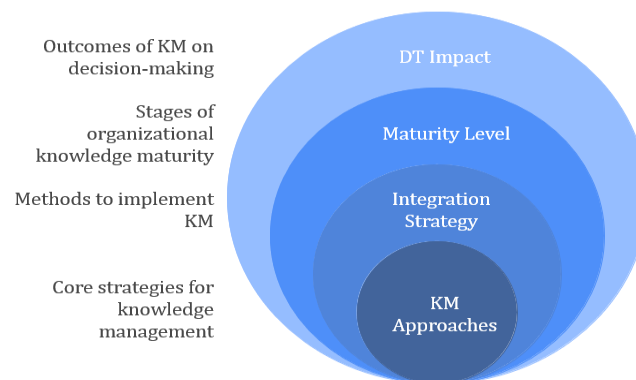 Outcomes of KM on
decision-making
DT Impact
Stages of
organizational
knowledge maturity
Maturity Level
Methods to implement
KM
Integration
Strategy
Core strategies for
knowledge
management
KM
Approaches